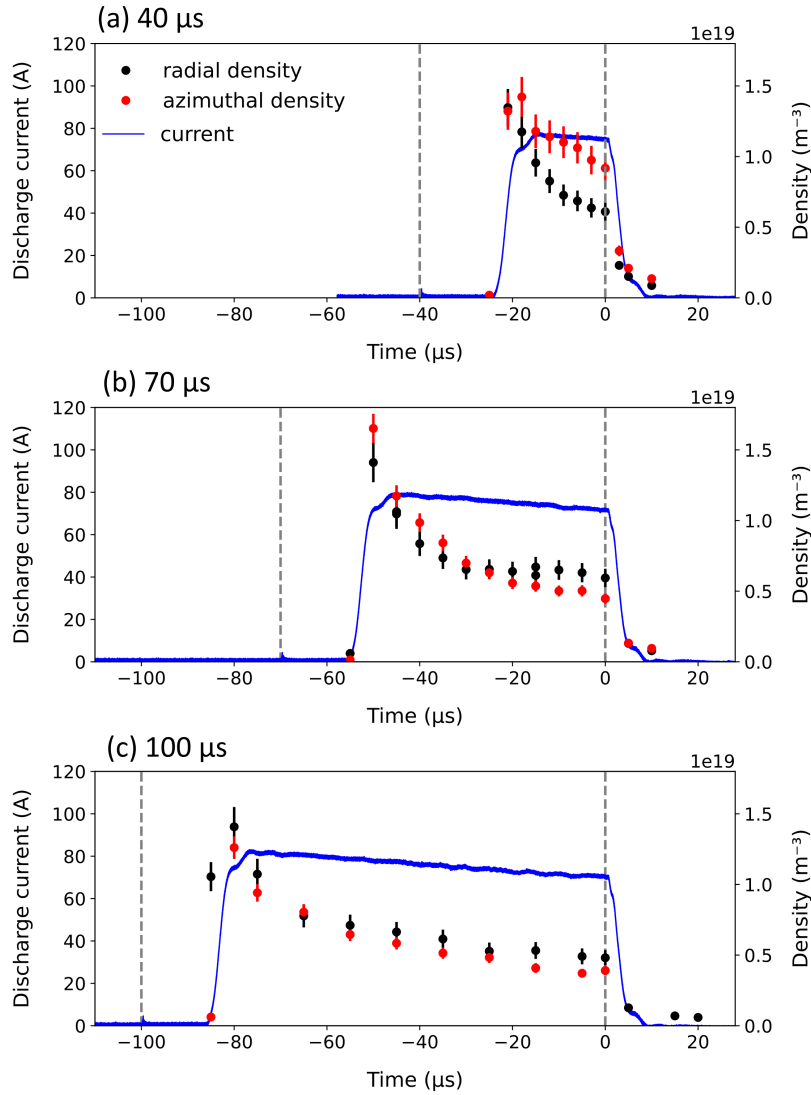 (a) 40 μs
1e19
120
100
80
60
40
20
0
Discharge current (A)
radial density
azimuthal density
current
1.5
1.0
0.5
0.0
Density (m⁻³)
−100 −80 −60 −40 −20 0 20
Time (μs)
(b) 70 μs
1e19
120
100
80
60
40
20
0
Discharge current (A)
1.5
1.0
0.5
0.0
Density (m⁻³)
−100 −80 −60 −40 −20 0 20
Time (μs)
(c) 100 μs
1e19
120
100
80
60
40
20
0
Discharge current (A)
1.5
1.0
0.5
0.0
Density (m⁻³)
−100 −80 −60 −40 −20 0 20
Time (μs)